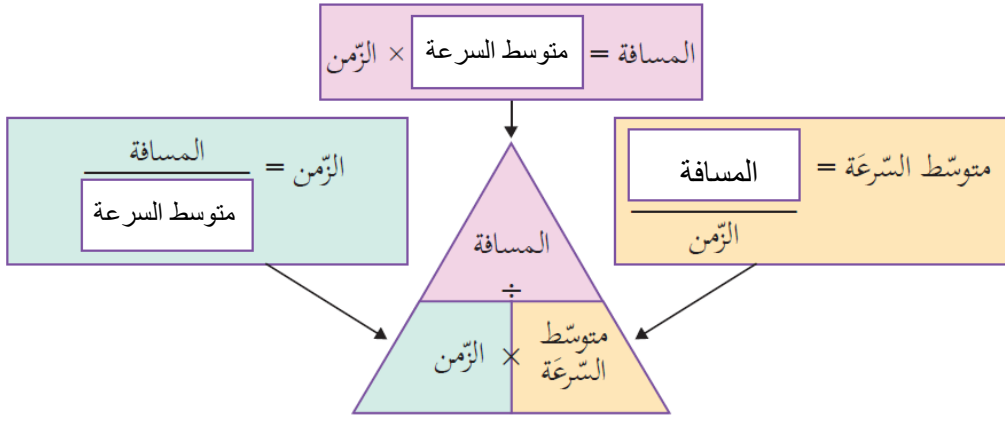 المسافة = متوسط السرعة × الزّمن
متوسّط السّرعَة = المسافة
الزّمن
الزّمن = المسافة
متوسط السرعة
المسافة
÷
متوسّط
السّرعَة
×
الزّمن